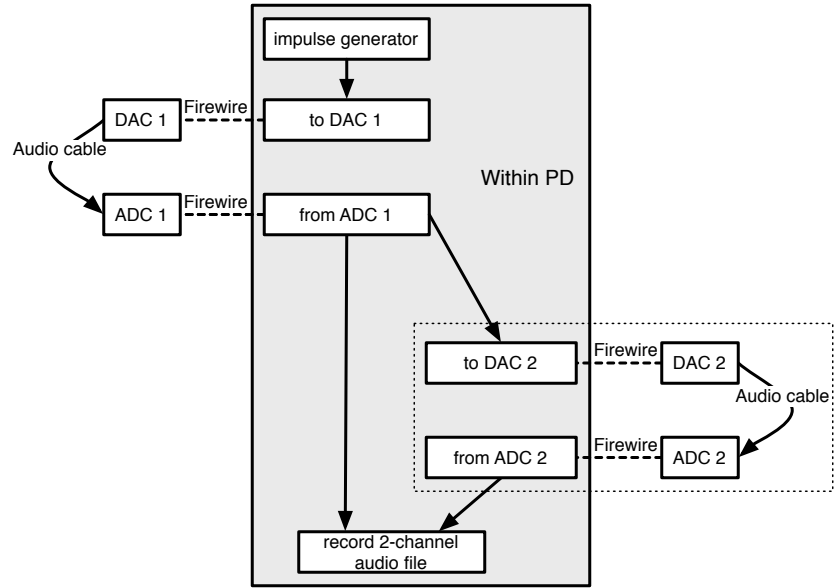 impulse generator
Firewire
DAC 1
to DAC 1
Audio cable
Within PD
Firewire
ADC 1
from ADC 1
to DAC 2
Firewire
DAC 2
Audio cable
from ADC 2
Firewire
ADC 2
record 2-channel
audio file